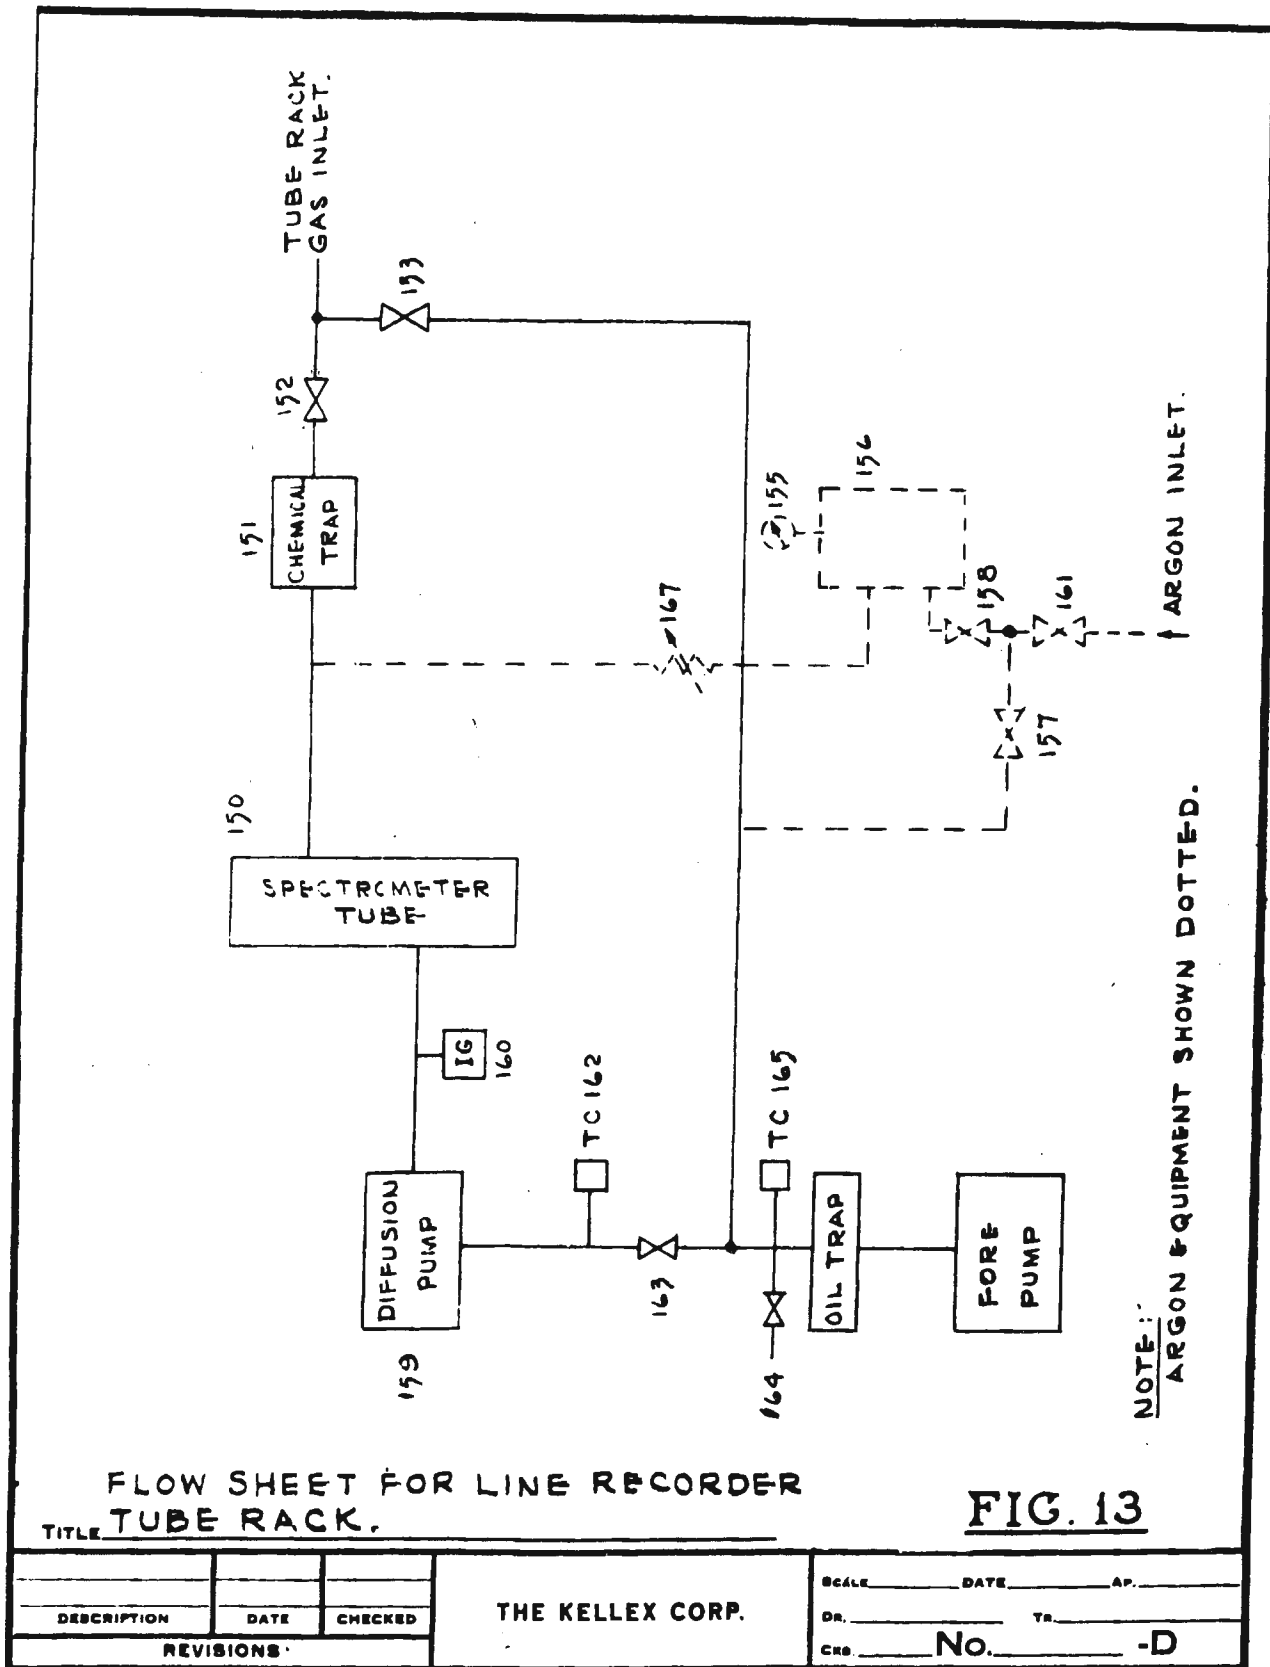 TUBE RACK
GAS INLET.
153
152
151
CHEMICAL
TRAP
155
156
ARGON INLET.
158
161
167
157
150
SPECTROMETER
TUBE
IG
160
TC 162
TC 165
DIFFUSION
PUMP
159
163
164
OIL TRAP
FORE
PUMP
NOTE:
ARGON EQUIPMENT SHOWN DOTTED.
FLOW SHEET FOR LINE RECORDER
TITLE TUBE RACK.
FIG. 13
DESCRIPTION DATE CHECKED
REVISIONS
THE KELLEX CORP.
SCALE DATE AP.
DR. TR.
CKD. No. -D